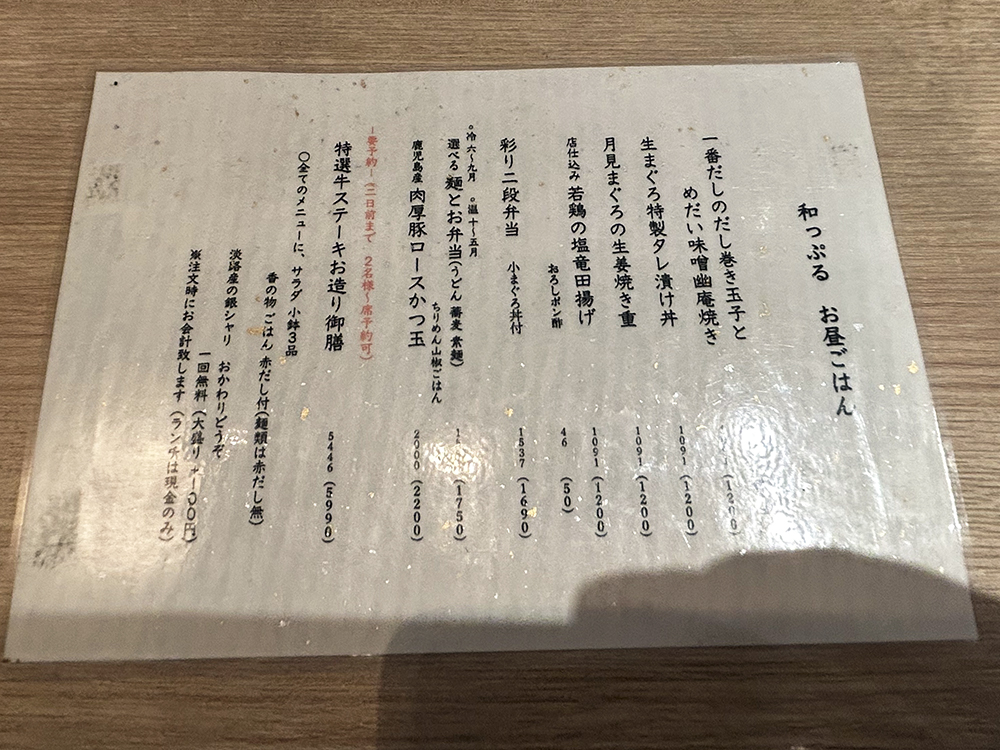 和っぷる お昼ごはん
一番だしのだし巻き玉子と
めだい味噌幽庵焼き (1200)
生まぐろ特製タレ漬け丼 1091 (1200)
月見まぐろの生姜焼き重 1091 (1200)
店仕込み 若鶏の塩竜田揚げ 1091 (1200)
おろしポン酢 46 (50)
彩り二段弁当 小まぐろ丼付 1537 (1690)
○冷 六〜九月 ○温 十〜五月
選べる 麺とお弁当(うどん 蕎麦 素麺) (1750)
ちりめん山椒ごはん
鹿児島産 肉厚豚ロースかつ玉 2000 (2200)
―要予約―(二日前まで 2名様〜席予約可)
特選牛ステーキお造り御膳 5446 (5990)
○全てのメニューに、サラダ 小鉢3品
香の物 ごはん 赤だし付(麺類は赤だし無)
淡路産の銀シャリ おかわりどうぞ
一回無料(大盛り+100円)
※注文時にお会計致します(ランチは現金のみ)